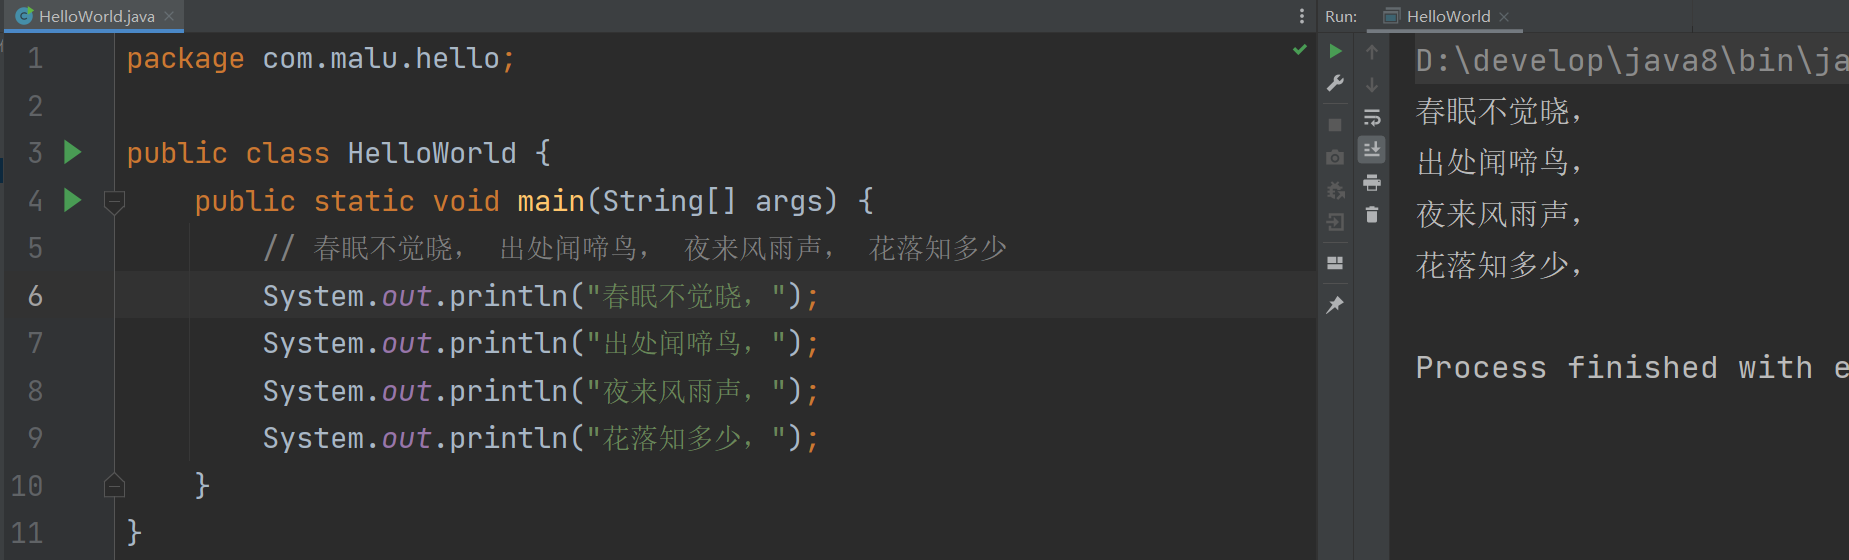 HelloWorld.java
1 package com.malu.hello;
2
3 public class HelloWorld {
4 public static void main(String[] args) {
5 // 春眠不觉晓， 出处闻啼鸟， 夜来风雨声， 花落知多少
6 System.out.println("春眠不觉晓，");
7 System.out.println("出处闻啼鸟，");
8 System.out.println("夜来风雨声，");
9 System.out.println("花落知多少，");
10 }
11 }
Run: HelloWorld
D:\develop\java8\bin\ja
春眠不觉晓，
出处闻啼鸟，
夜来风雨声，
花落知多少，
Process finished with e